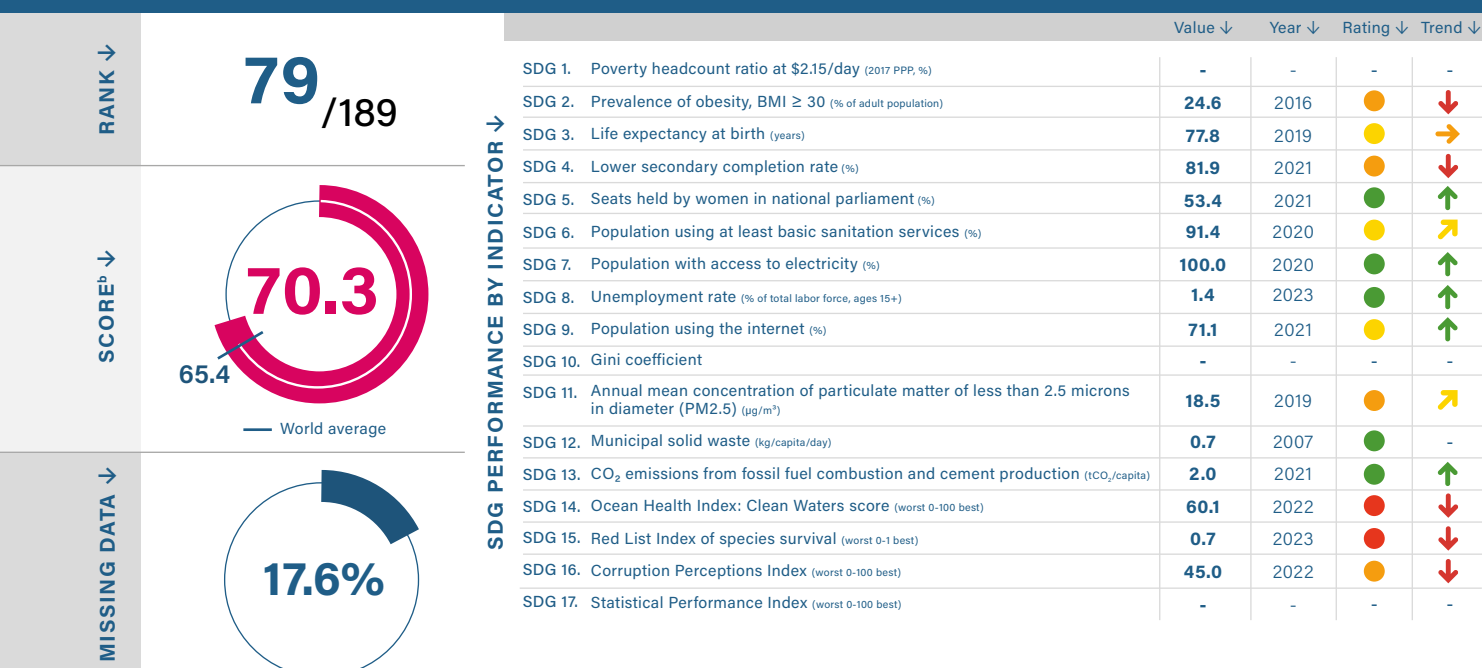 RANK →
79/189
SCOREᵇ →
70.3
65.4
World average
MISSING DATA →
17.6%
SDG PERFORMANCE BY INDICATOR →
Value ↓ Year ↓ Rating ↓ Trend ↓
SDG 1. Poverty headcount ratio at $2.15/day (2017 PPP, %) - - - -
SDG 2. Prevalence of obesity, BMI ≥ 30 (% of adult population) 24.6 2016
SDG 3. Life expectancy at birth (years) 77.8 2019
SDG 4. Lower secondary completion rate (%) 81.9 2021
SDG 5. Seats held by women in national parliament (%) 53.4 2021
SDG 6. Population using at least basic sanitation services (%) 91.4 2020
SDG 7. Population with access to electricity (%) 100.0 2020
SDG 8. Unemployment rate (% of total labor force, ages 15+) 1.4 2023
SDG 9. Population using the internet (%) 71.1 2021
SDG 10. Gini coefficient - - - -
SDG 11. Annual mean concentration of particulate matter of less than 2.5 microns
in diameter (PM2.5) (µg/m³) 18.5 2019
SDG 12. Municipal solid waste (kg/capita/day) 0.7 2007 -
SDG 13. CO₂ emissions from fossil fuel combustion and cement production (tCO₂/capita) 2.0 2021
SDG 14. Ocean Health Index: Clean Waters score (worst 0-100 best) 60.1 2022
SDG 15. Red List Index of species survival (worst 0-1 best) 0.7 2023
SDG 16. Corruption Perceptions Index (worst 0-100 best) 45.0 2022
SDG 17. Statistical Performance Index (worst 0-100 best) - - - -